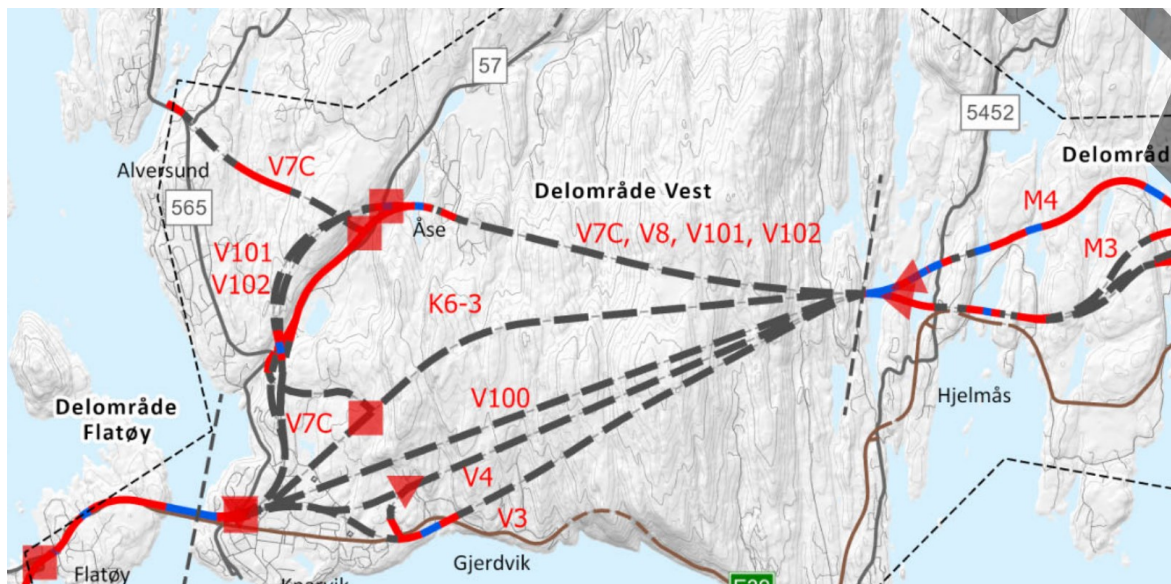 57
5452
Alversund
V7C
Delområde Vest
Delområd
M4
565
Åse
V7C, V8, V101, V102
M3
V101
V102
K6-3
Delområde
Flatøy
V7C
V100
Hjelmås
V4
V3
Gjerdvik
Flatøy